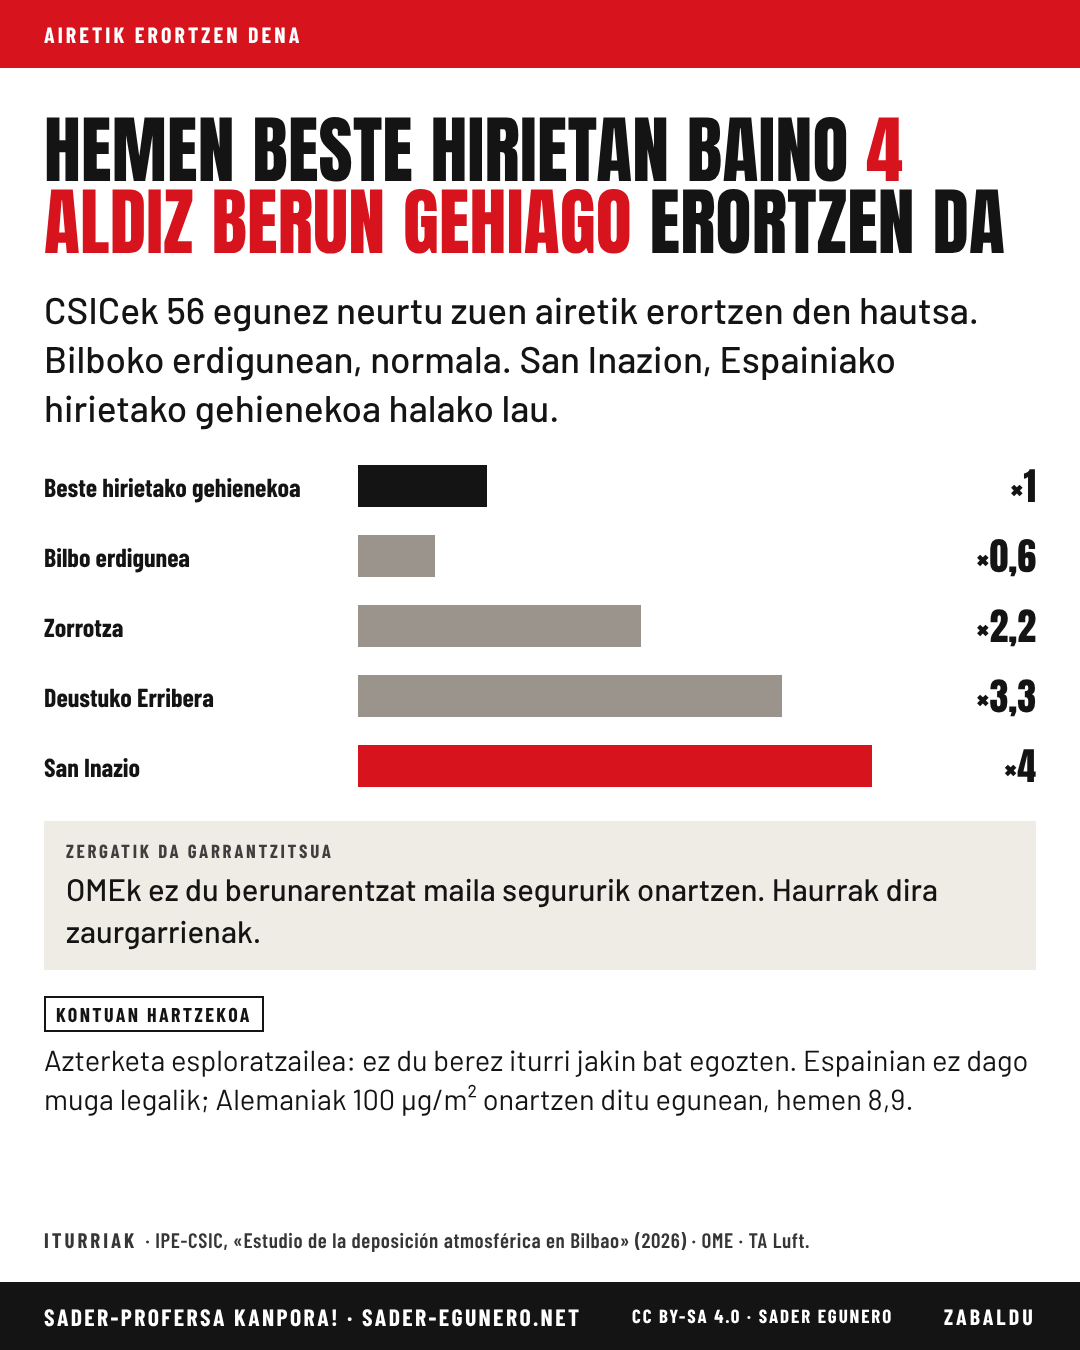 AIRETIK ERORTZEN DENA
HEMEN BESTE HIRIETAN BAINO 4
ALDIZ BERUN GEHIAGO ERORTZEN DA
CSICek 56 egunez neurtu zuen airetik erortzen den hautsa.
Bilboko erdigunean, normala. San Inazion, Espainiako
hirietako gehienekoa halako lau.
Beste hirietako gehienekoa ×1
Bilbo erdigunea ×0,6
Zorrotza ×2,2
Deustuko Erribera ×3,3
San Inazio ×4
ZERGATIK DA GARRANTZITSUA
OMEk ez du berunarentzat maila segururik onartzen. Haurrak dira
zaurgarrienak.
KONTUAN HARTZEKOA
Azterketa esploratzailea: ez du berez iturri jakin bat egozten. Espainian ez dago
muga legalik; Alemaniak 100 µg/m² onartzen ditu egunean, hemen 8,9.
ITURRIAK · IPE-CSIC, «Estudio de la deposición atmosférica en Bilbao» (2026) · OME · TA Luft.
SADER-PROFERSA KANPORA! · SADER-EGUNERO.NET CC BY-SA 4.0 · SADER EGUNERO ZABALDU